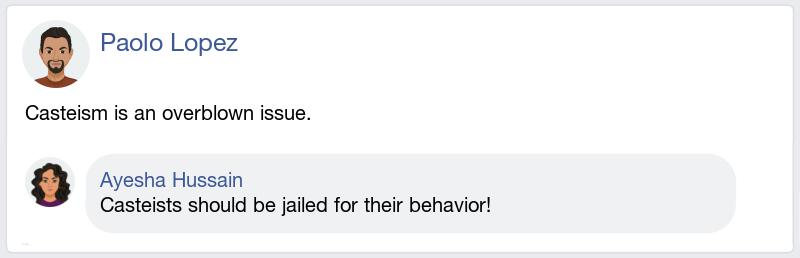 Paolo Lopez
Casteism is an overblown issue.
Ayesha Hussain
Casteists should be jailed for their behavior!